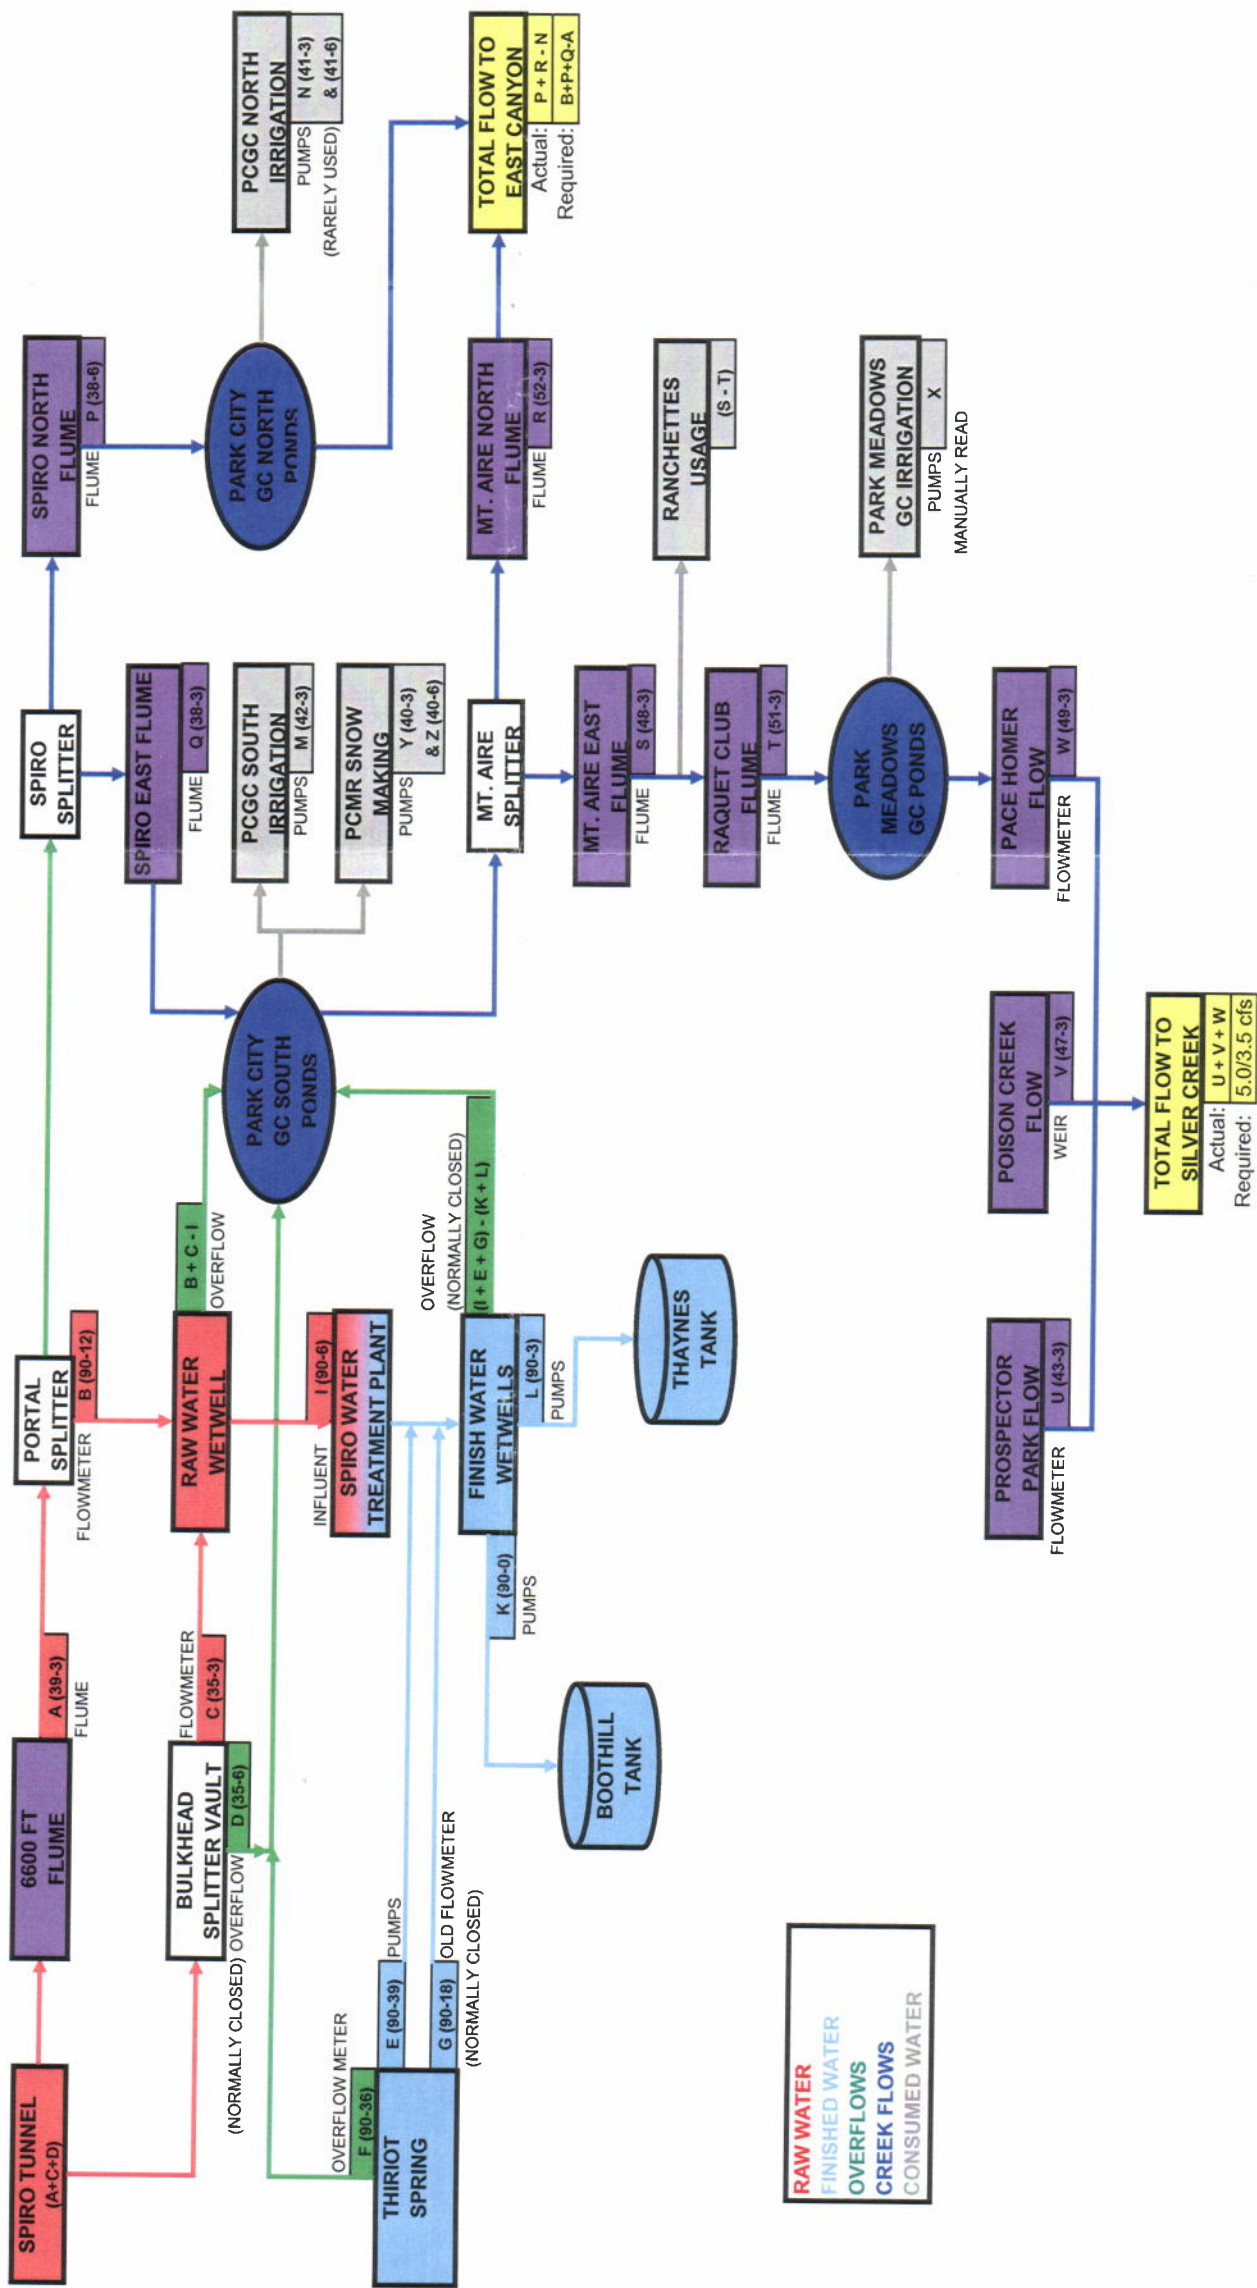 SPIRO TUNNEL
(A+C+D)
6600 FT
FLUME
A (39-3)
FLUME
PORTAL
SPLITTER
B (90-12)
FLOWMETER
SPIRO
SPLITTER
SPIRO NORTH
FLUME
P (38-6)
FLUME
SPIRO EAST FLUME
Q (38-3)
FLUME
PARK CITY
GC NORTH
PONDS
PCGC NORTH
IRRIGATION
PUMPS
N (41-3)
& (41-6)
(RARELY USED)
BULKHEAD
SPLITTER VAULT
FLOWMETER
C (35-3)
D (35-6)
(NORMALLY CLOSED) OVERFLOW
RAW WATER
WETWELL
B + C - I
OVERFLOW
PARK CITY
GC SOUTH
PONDS
PCGC SOUTH
IRRIGATION
PUMPS
M (42-3)
PCMR SNOW
MAKING
PUMPS
Y (40-3)
& Z (40-6)
INFLUENT
I (90-6)
SPIRO WATER
TREATMENT PLANT
OVERFLOW METER
F (90-36)
THIRIOT
SPRING
E (90-39)
PUMPS
G (90-18)
OLD FLOWMETER
(NORMALLY CLOSED)
OVERFLOW
(NORMALLY CLOSED)
(I + E + G) - (K + L)
FINISH WATER
WETWELLS
K (90-0)
PUMPS
L (90-3)
PUMPS
BOOTHILL
TANK
THAYNES
TANK
MT. AIRE
SPLITTER
MT. AIRE NORTH
FLUME
R (52-3)
FLUME
TOTAL FLOW TO
EAST CANYON
Actual:
P + R - N
Required:
B+P+Q-A
MT. AIRE EAST
FLUME
S (48-3)
FLUME
RANCHETTES
USAGE
(S - T)
RAQUET CLUB
FLUME
T (51-3)
FLUME
PARK
MEADOWS
GC PONDS
PARK MEADOWS
GC IRRIGATION
PUMPS
X
MANUALLY READ
PROSPECTOR
PARK FLOW
U (43-3)
FLOWMETER
POISON CREEK
FLOW
V (47-3)
WEIR
PACE HOMER
FLOW
W (49-3)
FLOWMETER
TOTAL FLOW TO
SILVER CREEK
Actual:
U + V + W
Required:
5.0/3.5 cfs
RAW WATER
FINISHED WATER
OVERFLOWS
CREEK FLOWS
CONSUMED WATER